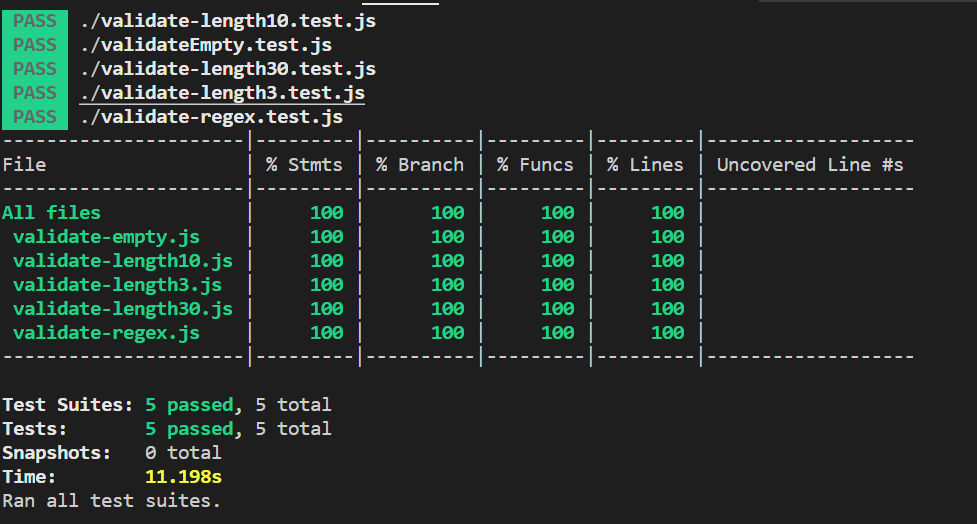 PASS ./validate-length10.test.js
PASS ./validateEmpty.test.js
PASS ./validate-length30.test.js
PASS ./validate-length3.test.js
PASS ./validate-regex.test.js
----------------------|---------|----------|---------|---------|-------------------
File                  | % Stmts | % Branch | % Funcs | % Lines | Uncovered Line #s
----------------------|---------|----------|---------|---------|-------------------
All files             |     100 |      100 |     100 |     100 |
 validate-empty.js    |     100 |      100 |     100 |     100 |
 validate-length10.js |     100 |      100 |     100 |     100 |
 validate-length3.js  |     100 |      100 |     100 |     100 |
 validate-length30.js |     100 |      100 |     100 |     100 |
 validate-regex.js    |     100 |      100 |     100 |     100 |
----------------------|---------|----------|---------|---------|-------------------
Test Suites: 5 passed, 5 total
Tests:       5 passed, 5 total
Snapshots:   0 total
Time:        11.198s
Ran all test suites.